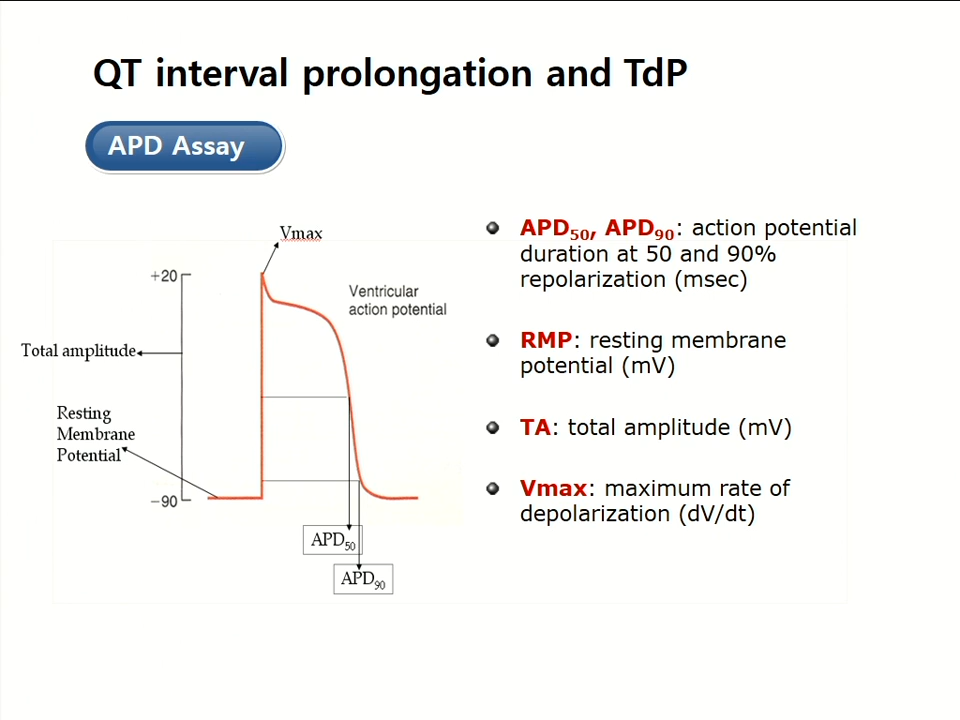 QT interval prolongation and TdP
APD Assay
Vmax
+20
Ventricular
action potential
Total amplitude
Resting
Membrane
Potential
−90
APD50
APD90
APD50, APD90: action potential
duration at 50 and 90%
repolarization (msec)
RMP: resting membrane
potential (mV)
TA: total amplitude (mV)
Vmax: maximum rate of
depolarization (dV/dt)